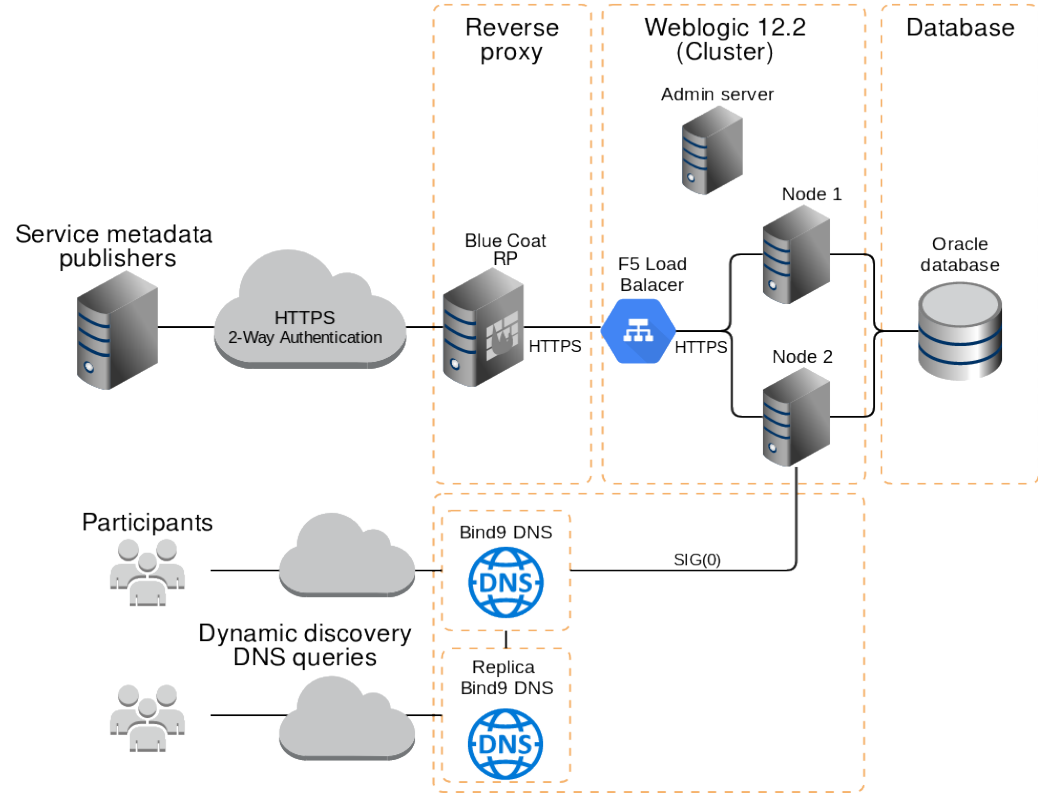 Reverse
proxy
Weblogic 12.2
(Cluster)
Database
Admin server
Node 1
Service metadata
publishers
Blue Coat
RP
F5 Load
Balacer
Oracle
database
HTTPS
2-Way Authentication
HTTPS
HTTPS
Node 2
Participants
Bind9 DNS
DNS
SIG(0)
Dynamic discovery
DNS queries
Replica
Bind9 DNS
DNS